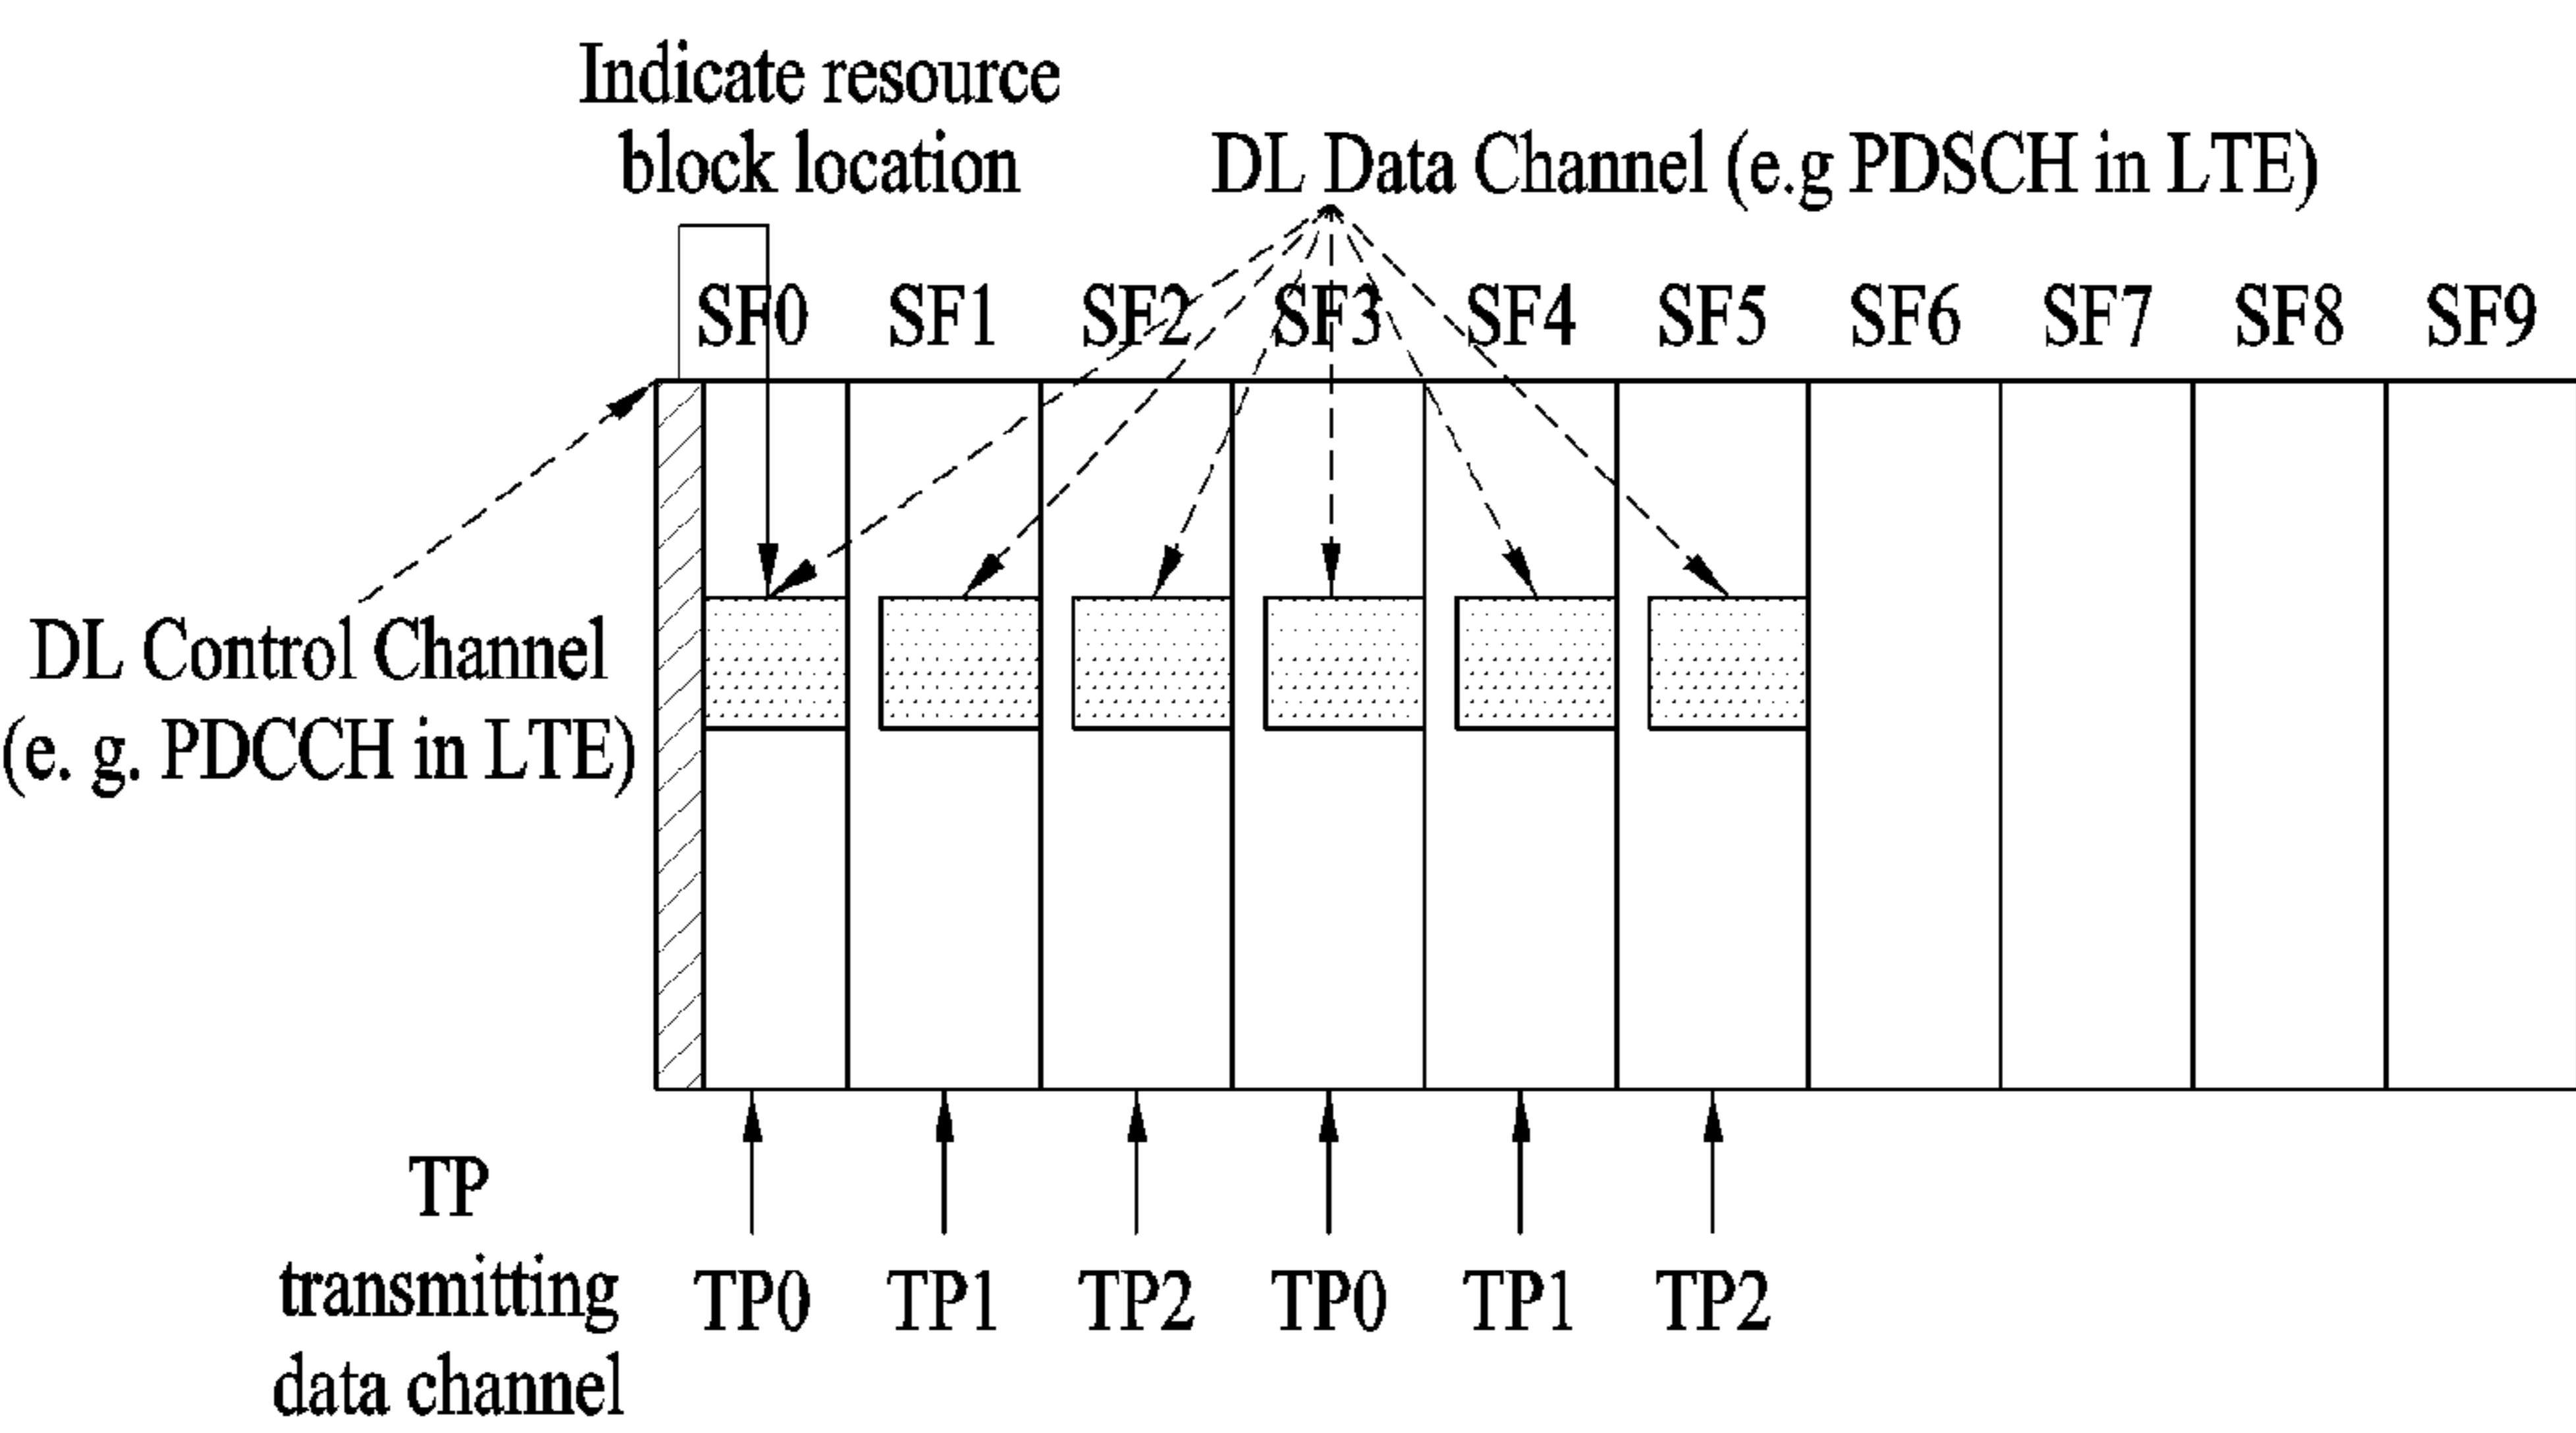 Indicate resource
block location
DL Data Channel (e.g PDSCH in LTE)
SF0 SF1 SF2 SF3 SF4 SF5 SF6 SF7 SF8 SF9
DL Control Channel
(e. g. PDCCH in LTE)
TP
transmitting
data channel
TP0 TP1 TP2 TP0 TP1 TP2